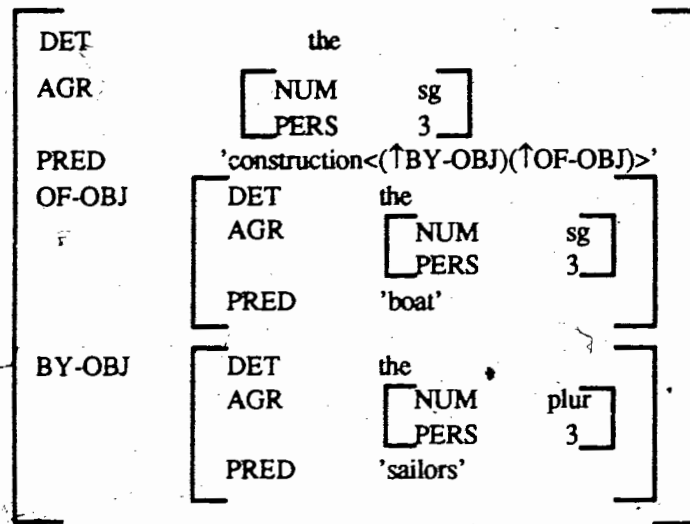 DET the
AGR NUM sg
PERS 3
PRED 'construction<(↑BY-OBJ)(↑OF-OBJ)>'
OF-OBJ DET the
AGR NUM sg
PERS 3
PRED 'boat'
BY-OBJ DET the
AGR NUM plur
PERS 3
PRED 'sailors'